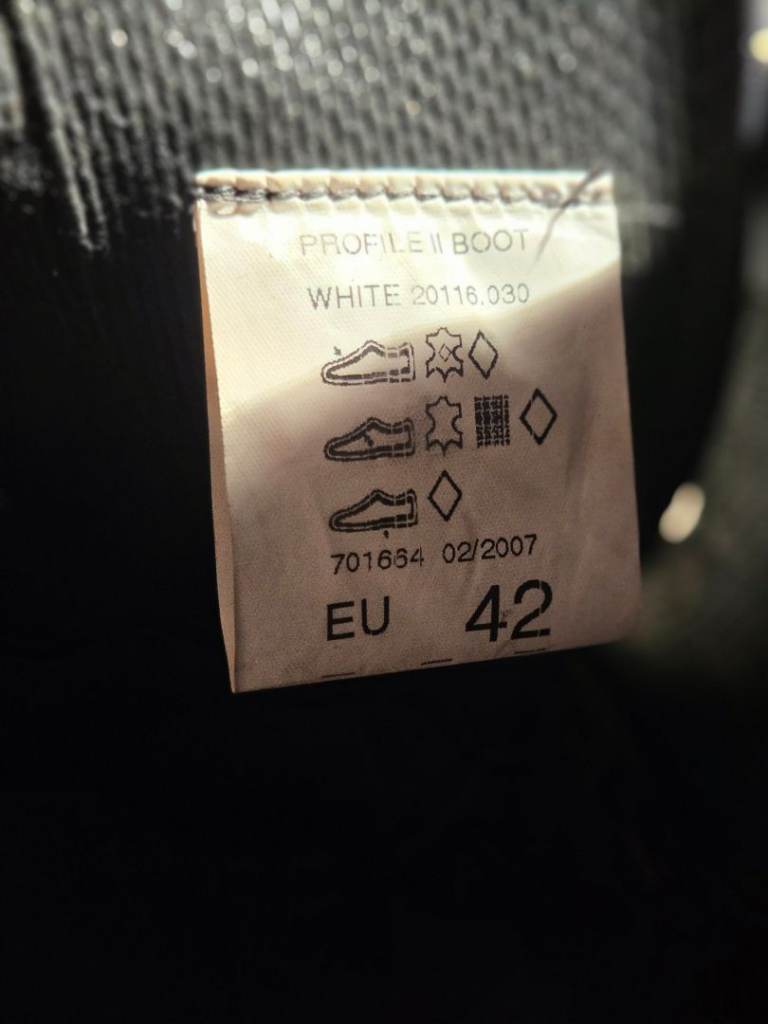 PROFILE II BOOT
WHITE 20116.030
701664 02/2007
EU 42